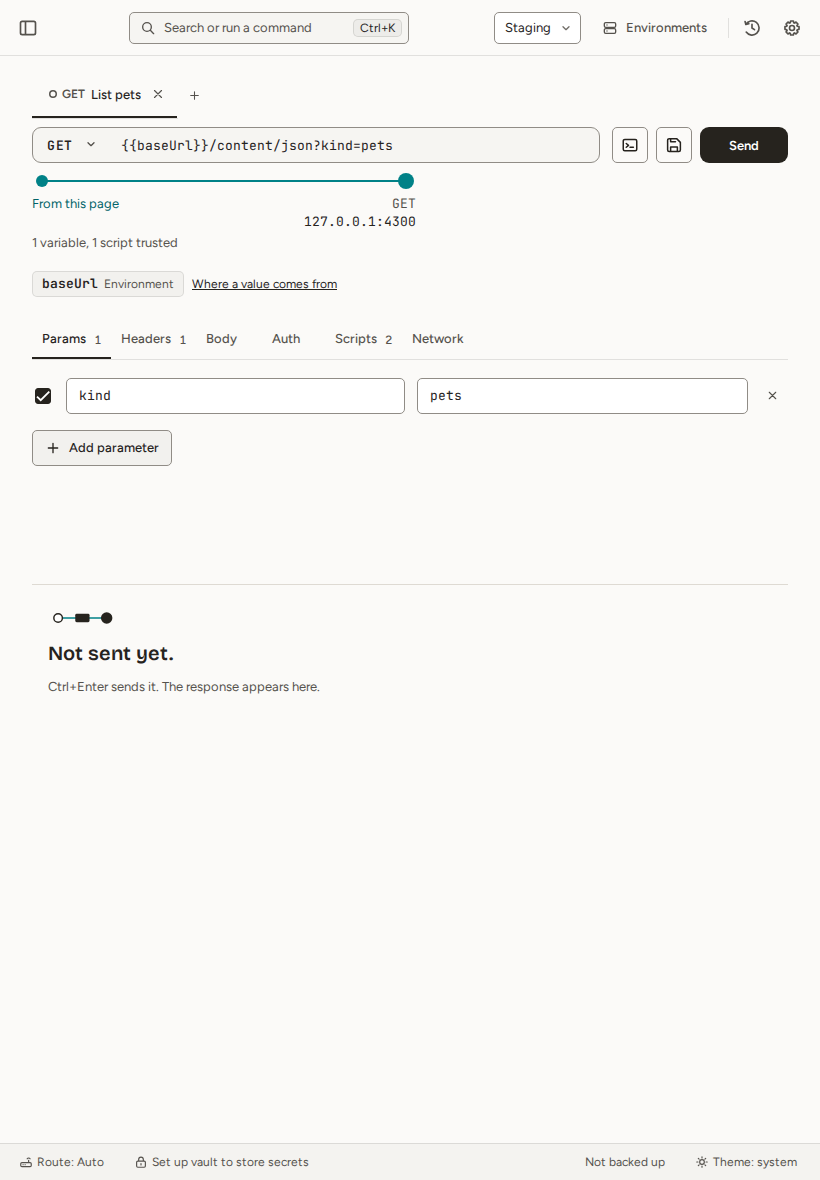 Search or run a command Ctrl+K Staging Environments
GET List pets
GET {{baseUrl}}/content/json?kind=pets Send
From this page GET
127.0.0.1:4300
1 variable, 1 script trusted
baseUrl Environment Where a value comes from
Params 1 Headers 1 Body Auth Scripts 2 Network
kind pets
Add parameter
Not sent yet.
Ctrl+Enter sends it. The response appears here.
Route: Auto Set up vault to store secrets Not backed up Theme: system